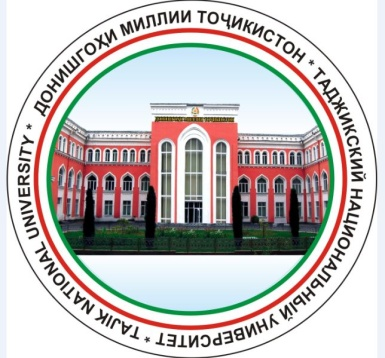 ДОНИШГОҲИ МИЛЛИИ ТОҶИКИСТОН * ТАДЖИКСКИЙ НАЦИОНАЛЬНЫЙ УНИВЕРСИТЕТ * TAJIK NATIONAL UNIVERSITY *